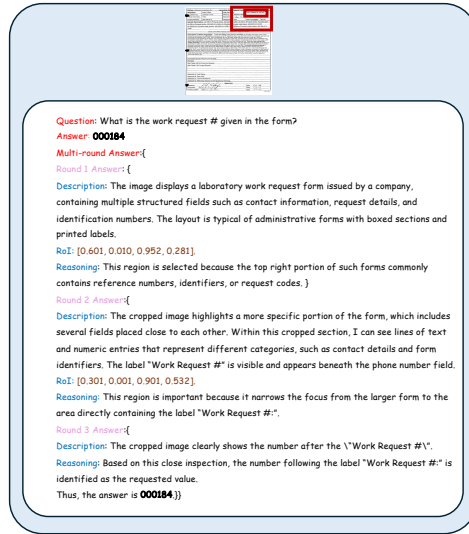 Question: What is the work request # given in the form?
Answer: 000184
Multi-round Answer:{
Round 1 Answer: {
Description: The image displays a laboratory work request form issued by a company,
containing multiple structured fields such as contact information, request details, and
identification numbers. The layout is typical of administrative forms with boxed sections and
printed labels.
RoI: [0.601, 0.010, 0.952, 0.281].
Reasoning: This region is selected because the top right portion of such forms commonly
contains reference numbers, identifiers, or request codes. }
Round 2 Answer:{
Description: The cropped image highlights a more specific portion of the form, which includes
several fields placed close to each other. Within this cropped section, I can see lines of text
and numeric entries that represent different categories, such as contact details and form
identifiers. The label "Work Request #" is visible and appears beneath the phone number field.
RoI: [0.301, 0.001, 0.901, 0.532].
Reasoning: This region is important because it narrows the focus from the larger form to the
area directly containing the label "Work Request #:".
Round 3 Answer:{
Description: The cropped image clearly shows the number after the \"Work Request #\".
Reasoning: Based on this close inspection, the number following the label "Work Request #:" is
identified as the requested value.
Thus, the answer is 000184.}}